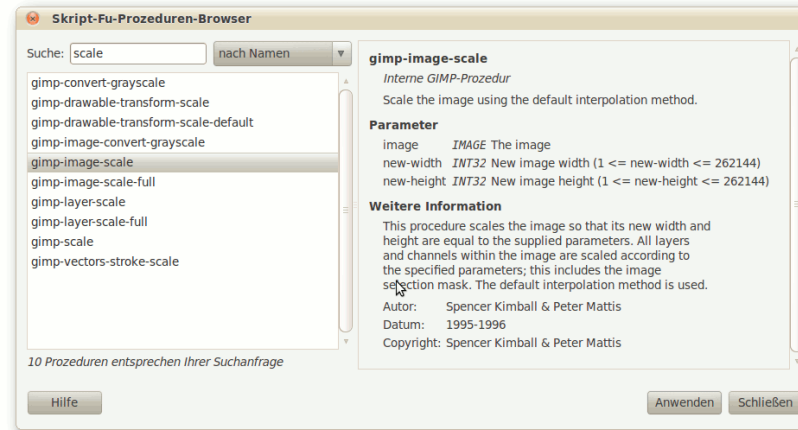 Skript-Fu-Prozeduren-Browser
Suche: scale nach Namen
gimp-convert-grayscale
gimp-drawable-transform-scale
gimp-drawable-transform-scale-default
gimp-image-convert-grayscale
gimp-image-scale
gimp-image-scale-full
gimp-layer-scale
gimp-layer-scale-full
gimp-scale
gimp-vectors-stroke-scale
10 Prozeduren entsprechen Ihrer Suchanfrage
gimp-image-scale
Interne GIMP-Prozedur
Scale the image using the default interpolation method.
Parameter
image IMAGE The image
new-width INT32 New image width (1 <= new-width <= 262144)
new-height INT32 New image height (1 <= new-height <= 262144)
Weitere Information
This procedure scales the image so that its new width and
height are equal to the supplied parameters. All layers
and channels within the image are scaled according to
the specified parameters; this includes the image
selection mask. The default interpolation method is used.
Autor: Spencer Kimball & Peter Mattis
Datum: 1995-1996
Copyright: Spencer Kimball & Peter Mattis
Hilfe Anwenden Schließen